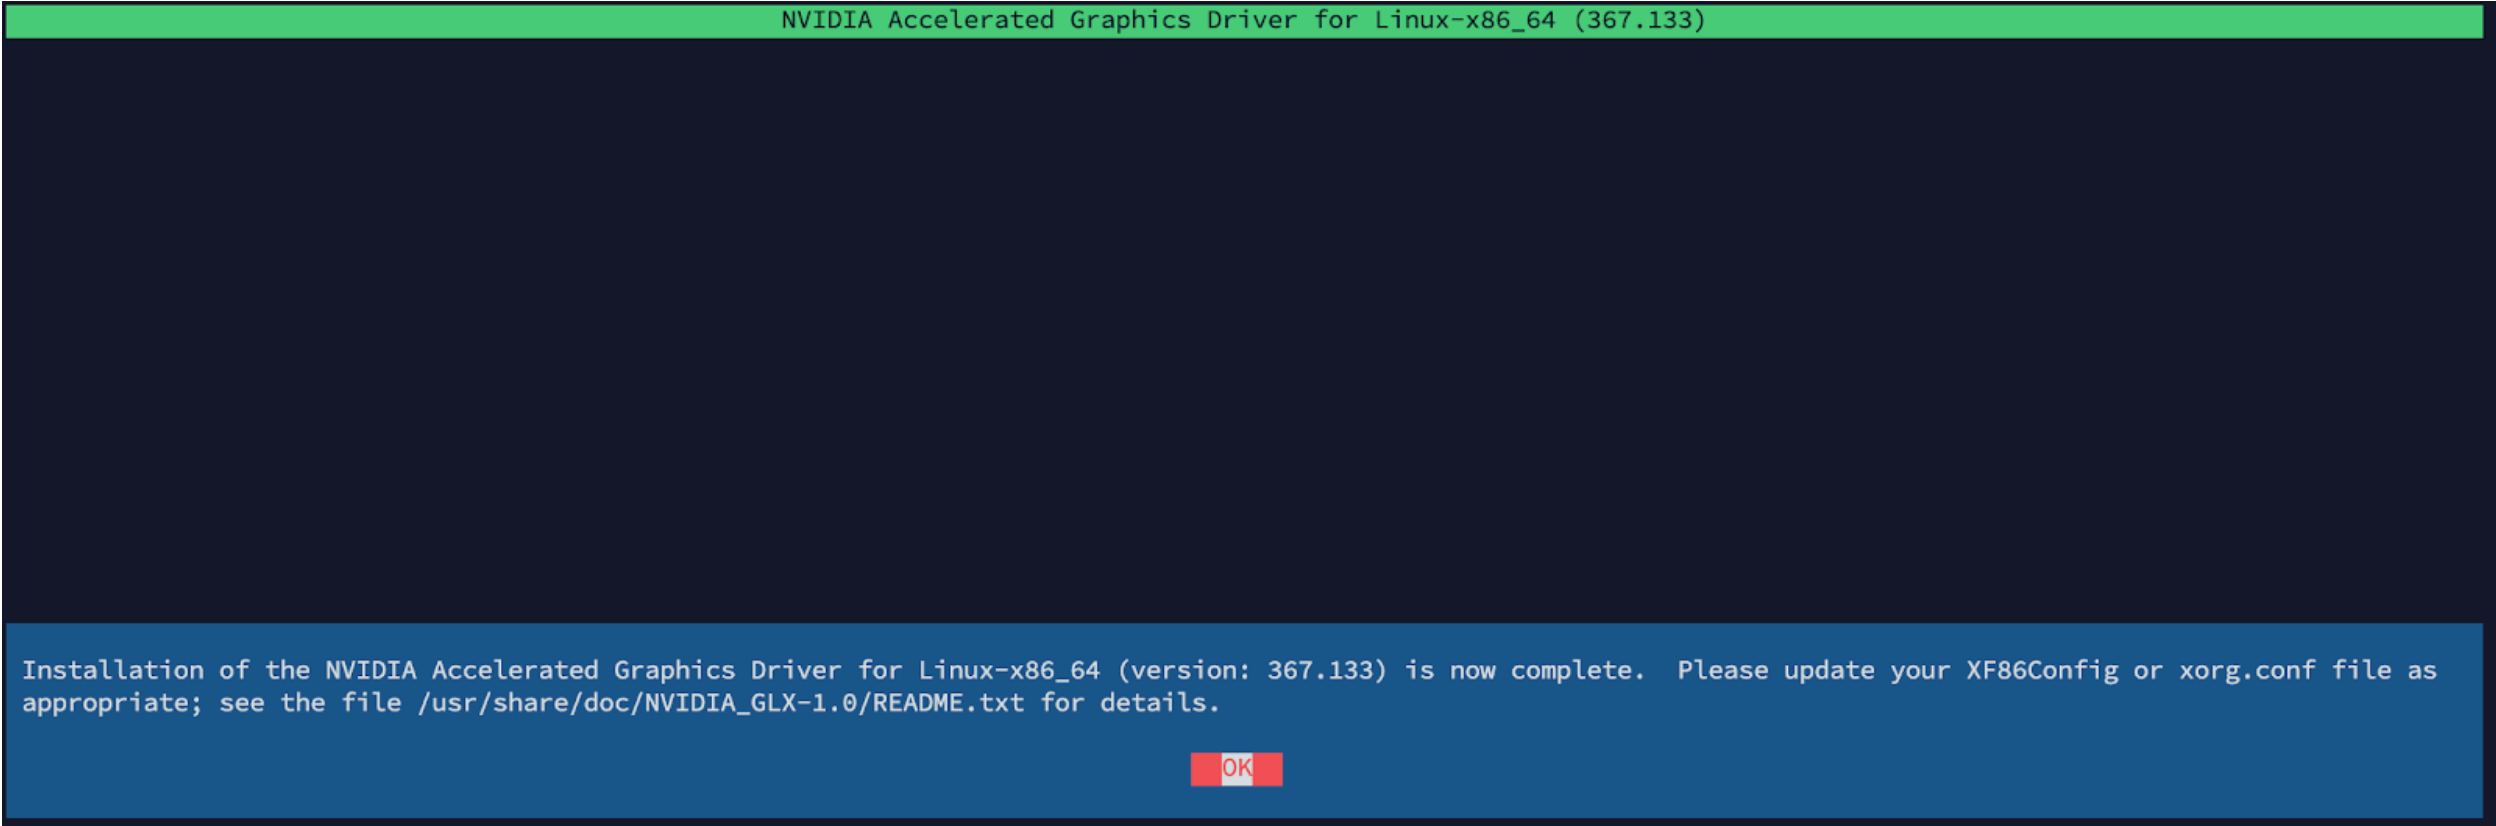 NVIDIA Accelerated Graphics Driver for Linux-x86_64 (367.133)
Installation of the NVIDIA Accelerated Graphics Driver for Linux-x86_64 (version: 367.133) is now complete.  Please update your XF86Config or xorg.conf file as
appropriate; see the file /usr/share/doc/NVIDIA_GLX-1.0/README.txt for details.
OK